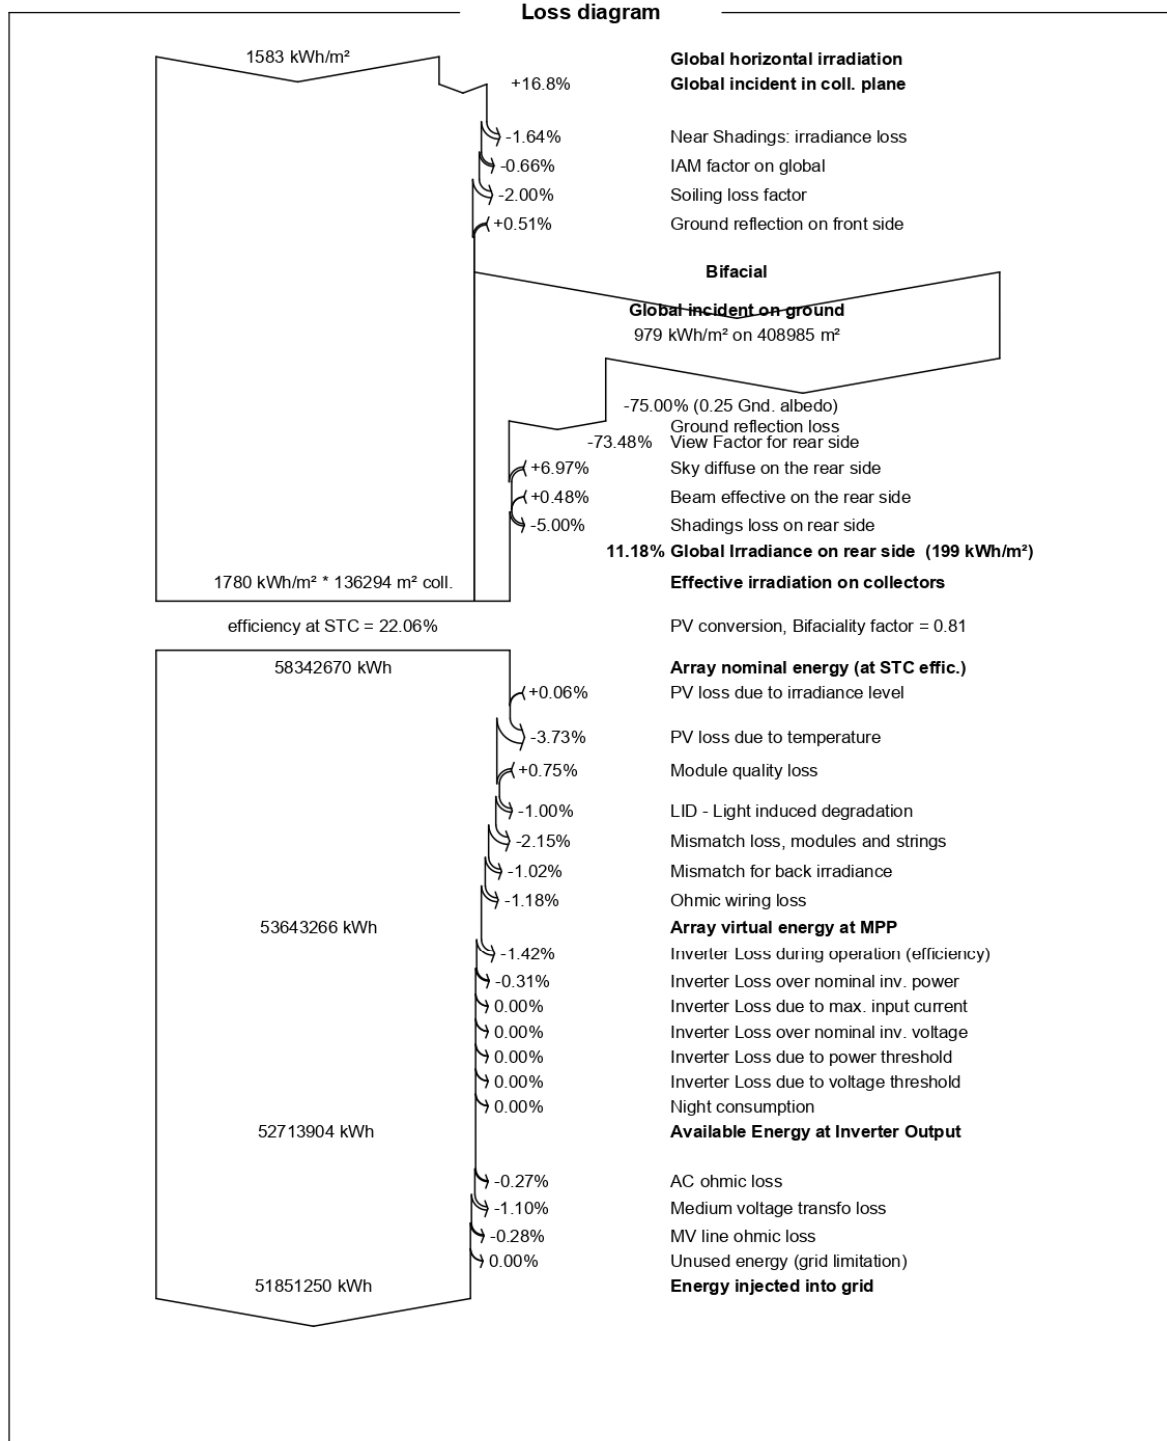 Loss diagram
1583 kWh/m² Global horizontal irradiation
+16.8% Global incident in coll. plane
-1.64% Near Shadings: irradiance loss
-0.66% IAM factor on global
-2.00% Soiling loss factor
+0.51% Ground reflection on front side
Bifacial
Global incident on ground
979 kWh/m² on 408985 m²
-75.00% (0.25 Gnd. albedo)
Ground reflection loss
-73.48% View Factor for rear side
+6.97% Sky diffuse on the rear side
+0.48% Beam effective on the rear side
-5.00% Shadings loss on rear side
11.18% Global Irradiance on rear side (199 kWh/m²)
1780 kWh/m² * 136294 m² coll. Effective irradiation on collectors
efficiency at STC = 22.06% PV conversion, Bifaciality factor = 0.81
58342670 kWh Array nominal energy (at STC effic.)
+0.06% PV loss due to irradiance level
-3.73% PV loss due to temperature
+0.75% Module quality loss
-1.00% LID - Light induced degradation
-2.15% Mismatch loss, modules and strings
-1.02% Mismatch for back irradiance
-1.18% Ohmic wiring loss
53643266 kWh Array virtual energy at MPP
-1.42% Inverter Loss during operation (efficiency)
-0.31% Inverter Loss over nominal inv. power
0.00% Inverter Loss due to max. input current
0.00% Inverter Loss over nominal inv. voltage
0.00% Inverter Loss due to power threshold
0.00% Inverter Loss due to voltage threshold
0.00% Night consumption
52713904 kWh Available Energy at Inverter Output
-0.27% AC ohmic loss
-1.10% Medium voltage transfo loss
-0.28% MV line ohmic loss
0.00% Unused energy (grid limitation)
51851250 kWh Energy injected into grid